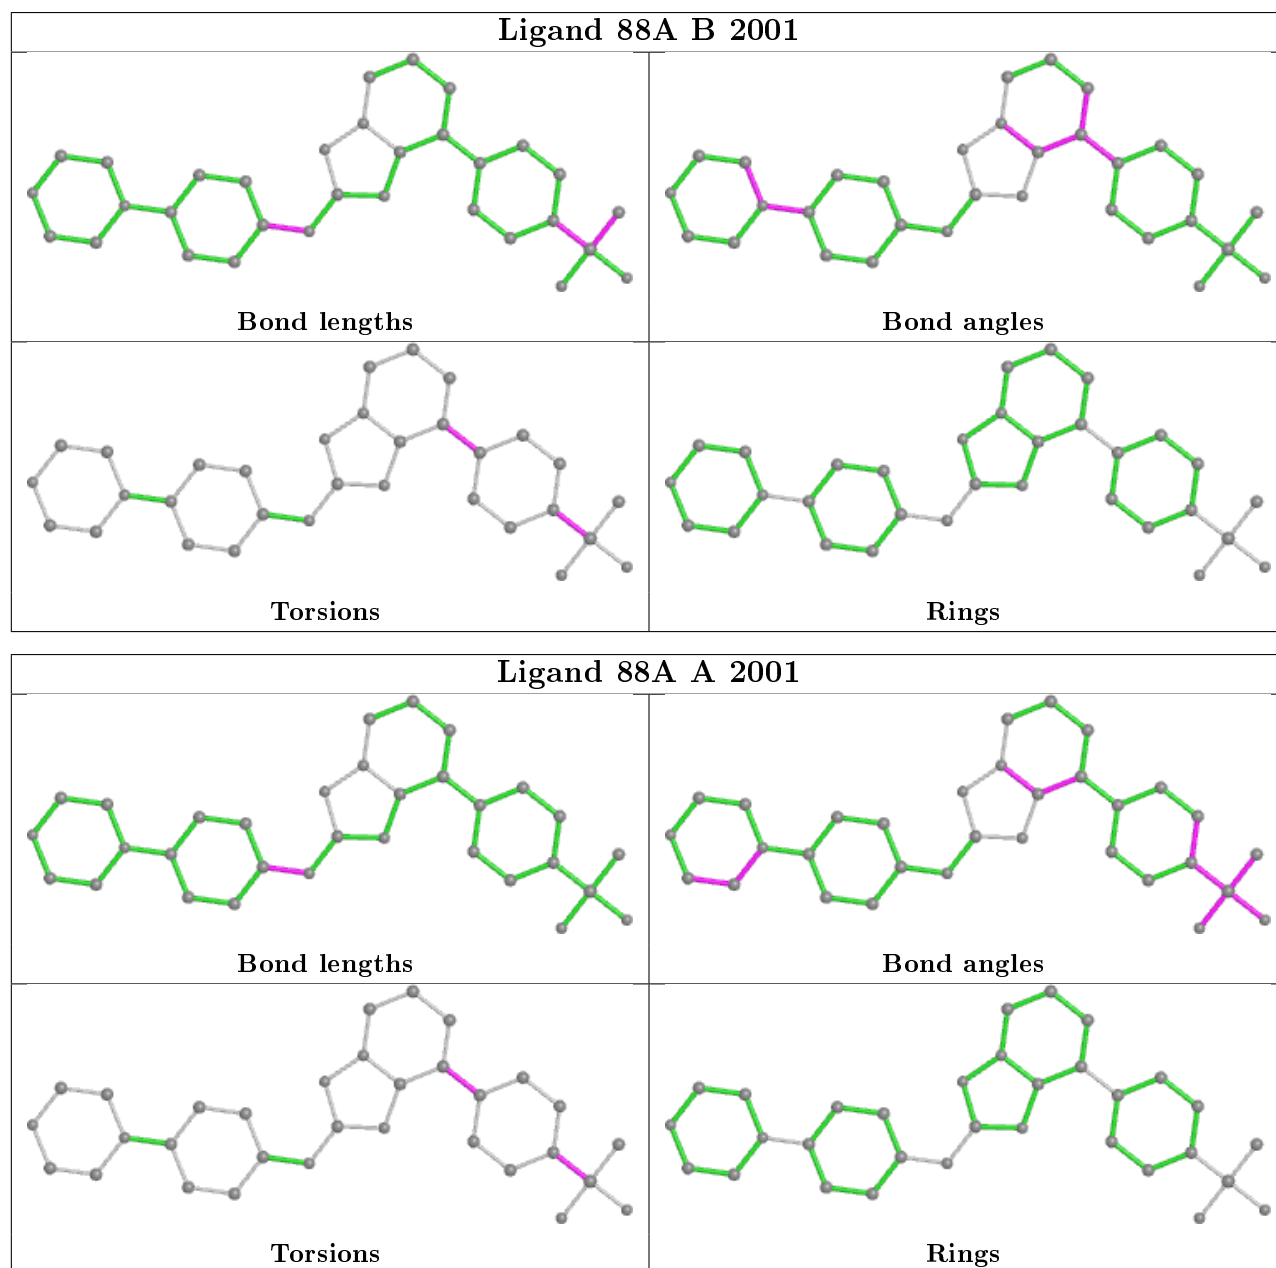 Ligand 88A B 2001
Bond lengths
Bond angles
Torsions
Rings
Ligand 88A A 2001
Bond lengths
Bond angles
Torsions
Rings